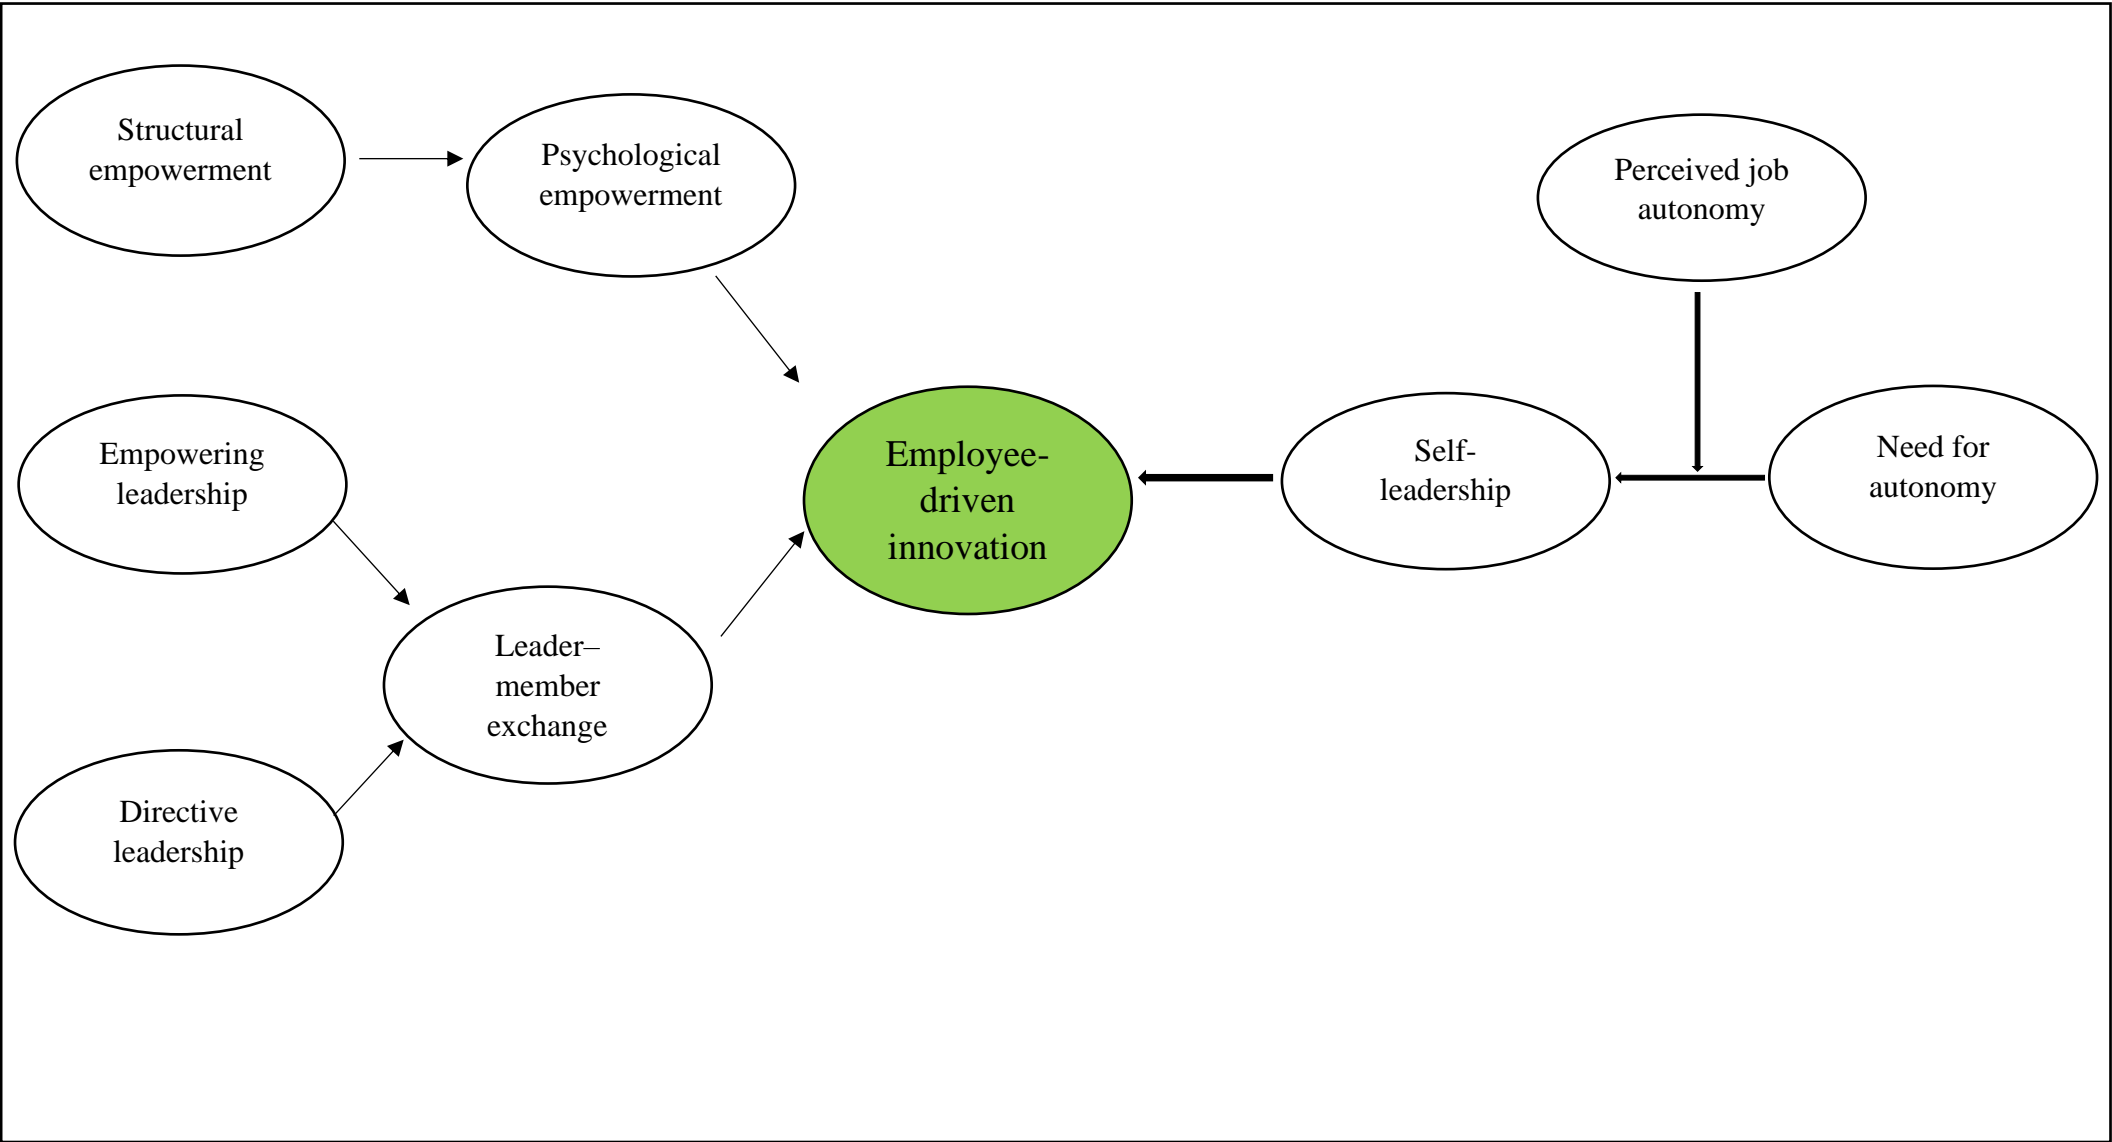 Structural
empowerment
Psychological
empowerment
Perceived job
autonomy
Empowering
leadership
Employee-
driven
innovation
Self-
leadership
Need for
autonomy
Leader–
member
exchange
Directive
leadership